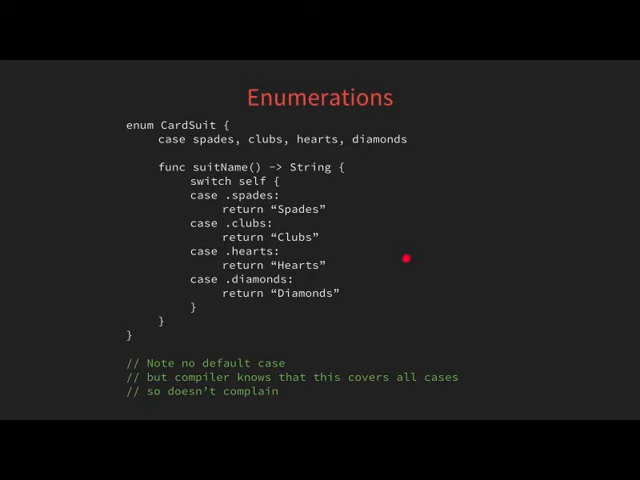 Enumerations
enum CardSuit {
case spades, clubs, hearts, diamonds
func suitName() -> String {
switch self {
case .spades:
return “Spades”
case .clubs:
return “Clubs”
case .hearts:
return “Hearts”
case .diamonds:
return “Diamonds”
}
}
}
// Note no default case
// but compiler knows that this covers all cases
// so doesn’t complain